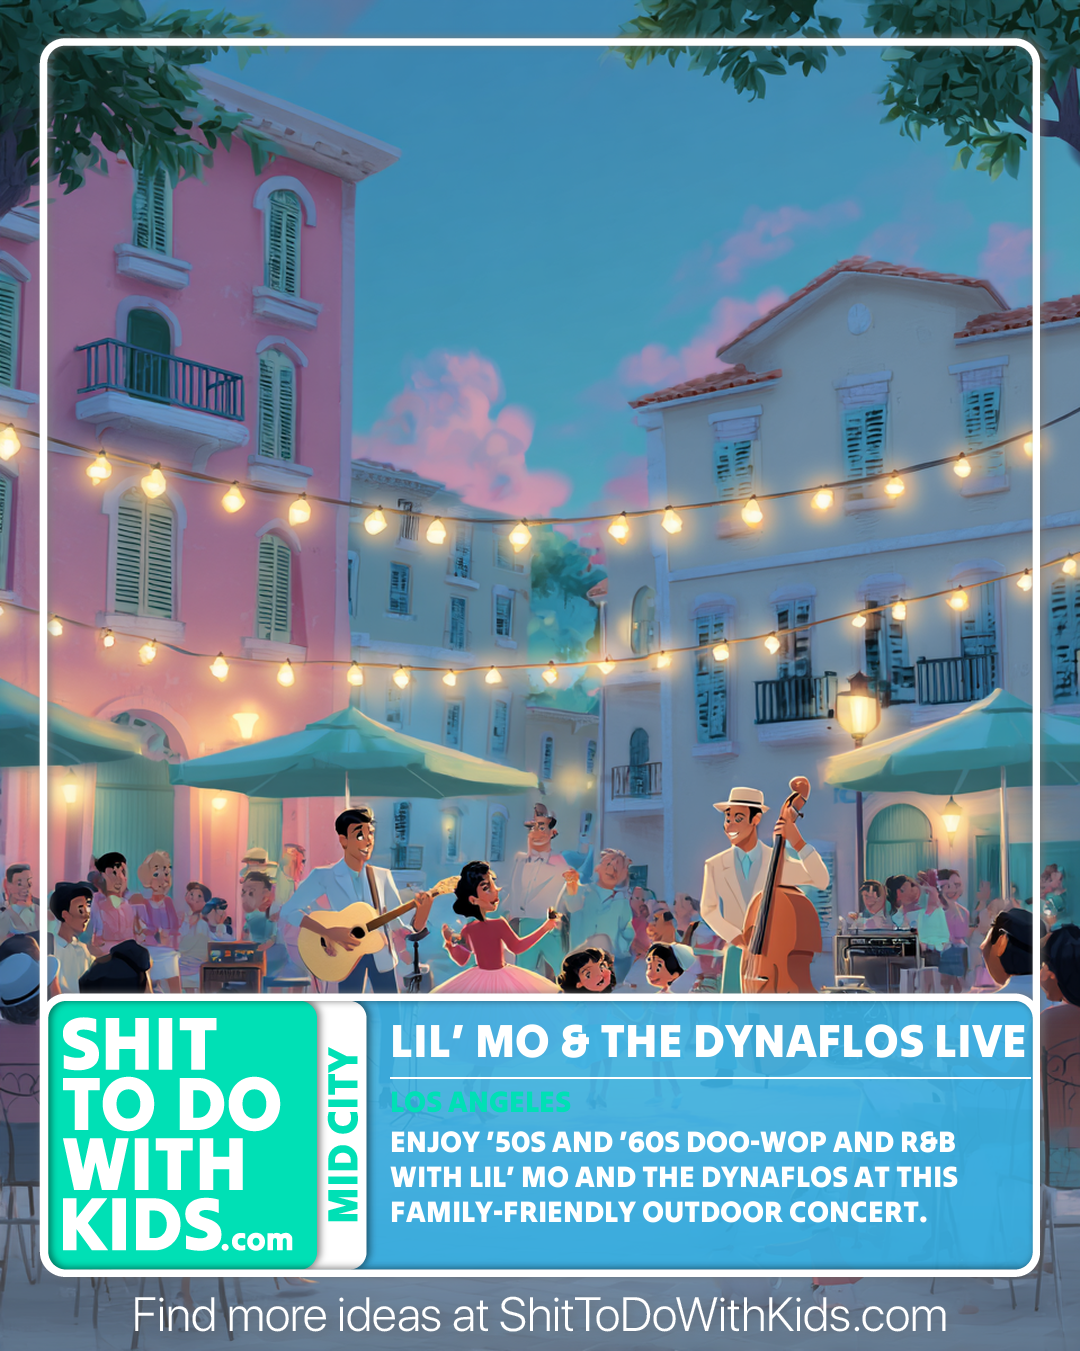 SHIT
TO DO
WITH
KIDS.com
MID CITY
LIL’ MO & THE DYNAFLOS LIVE
LOS ANGELES
ENJOY ’50S AND ’60S DOO-WOP AND R&B
WITH LIL’ MO AND THE DYNAFLOS AT THIS
FAMILY-FRIENDLY OUTDOOR CONCERT.
Find more ideas at ShitToDoWithKids.com